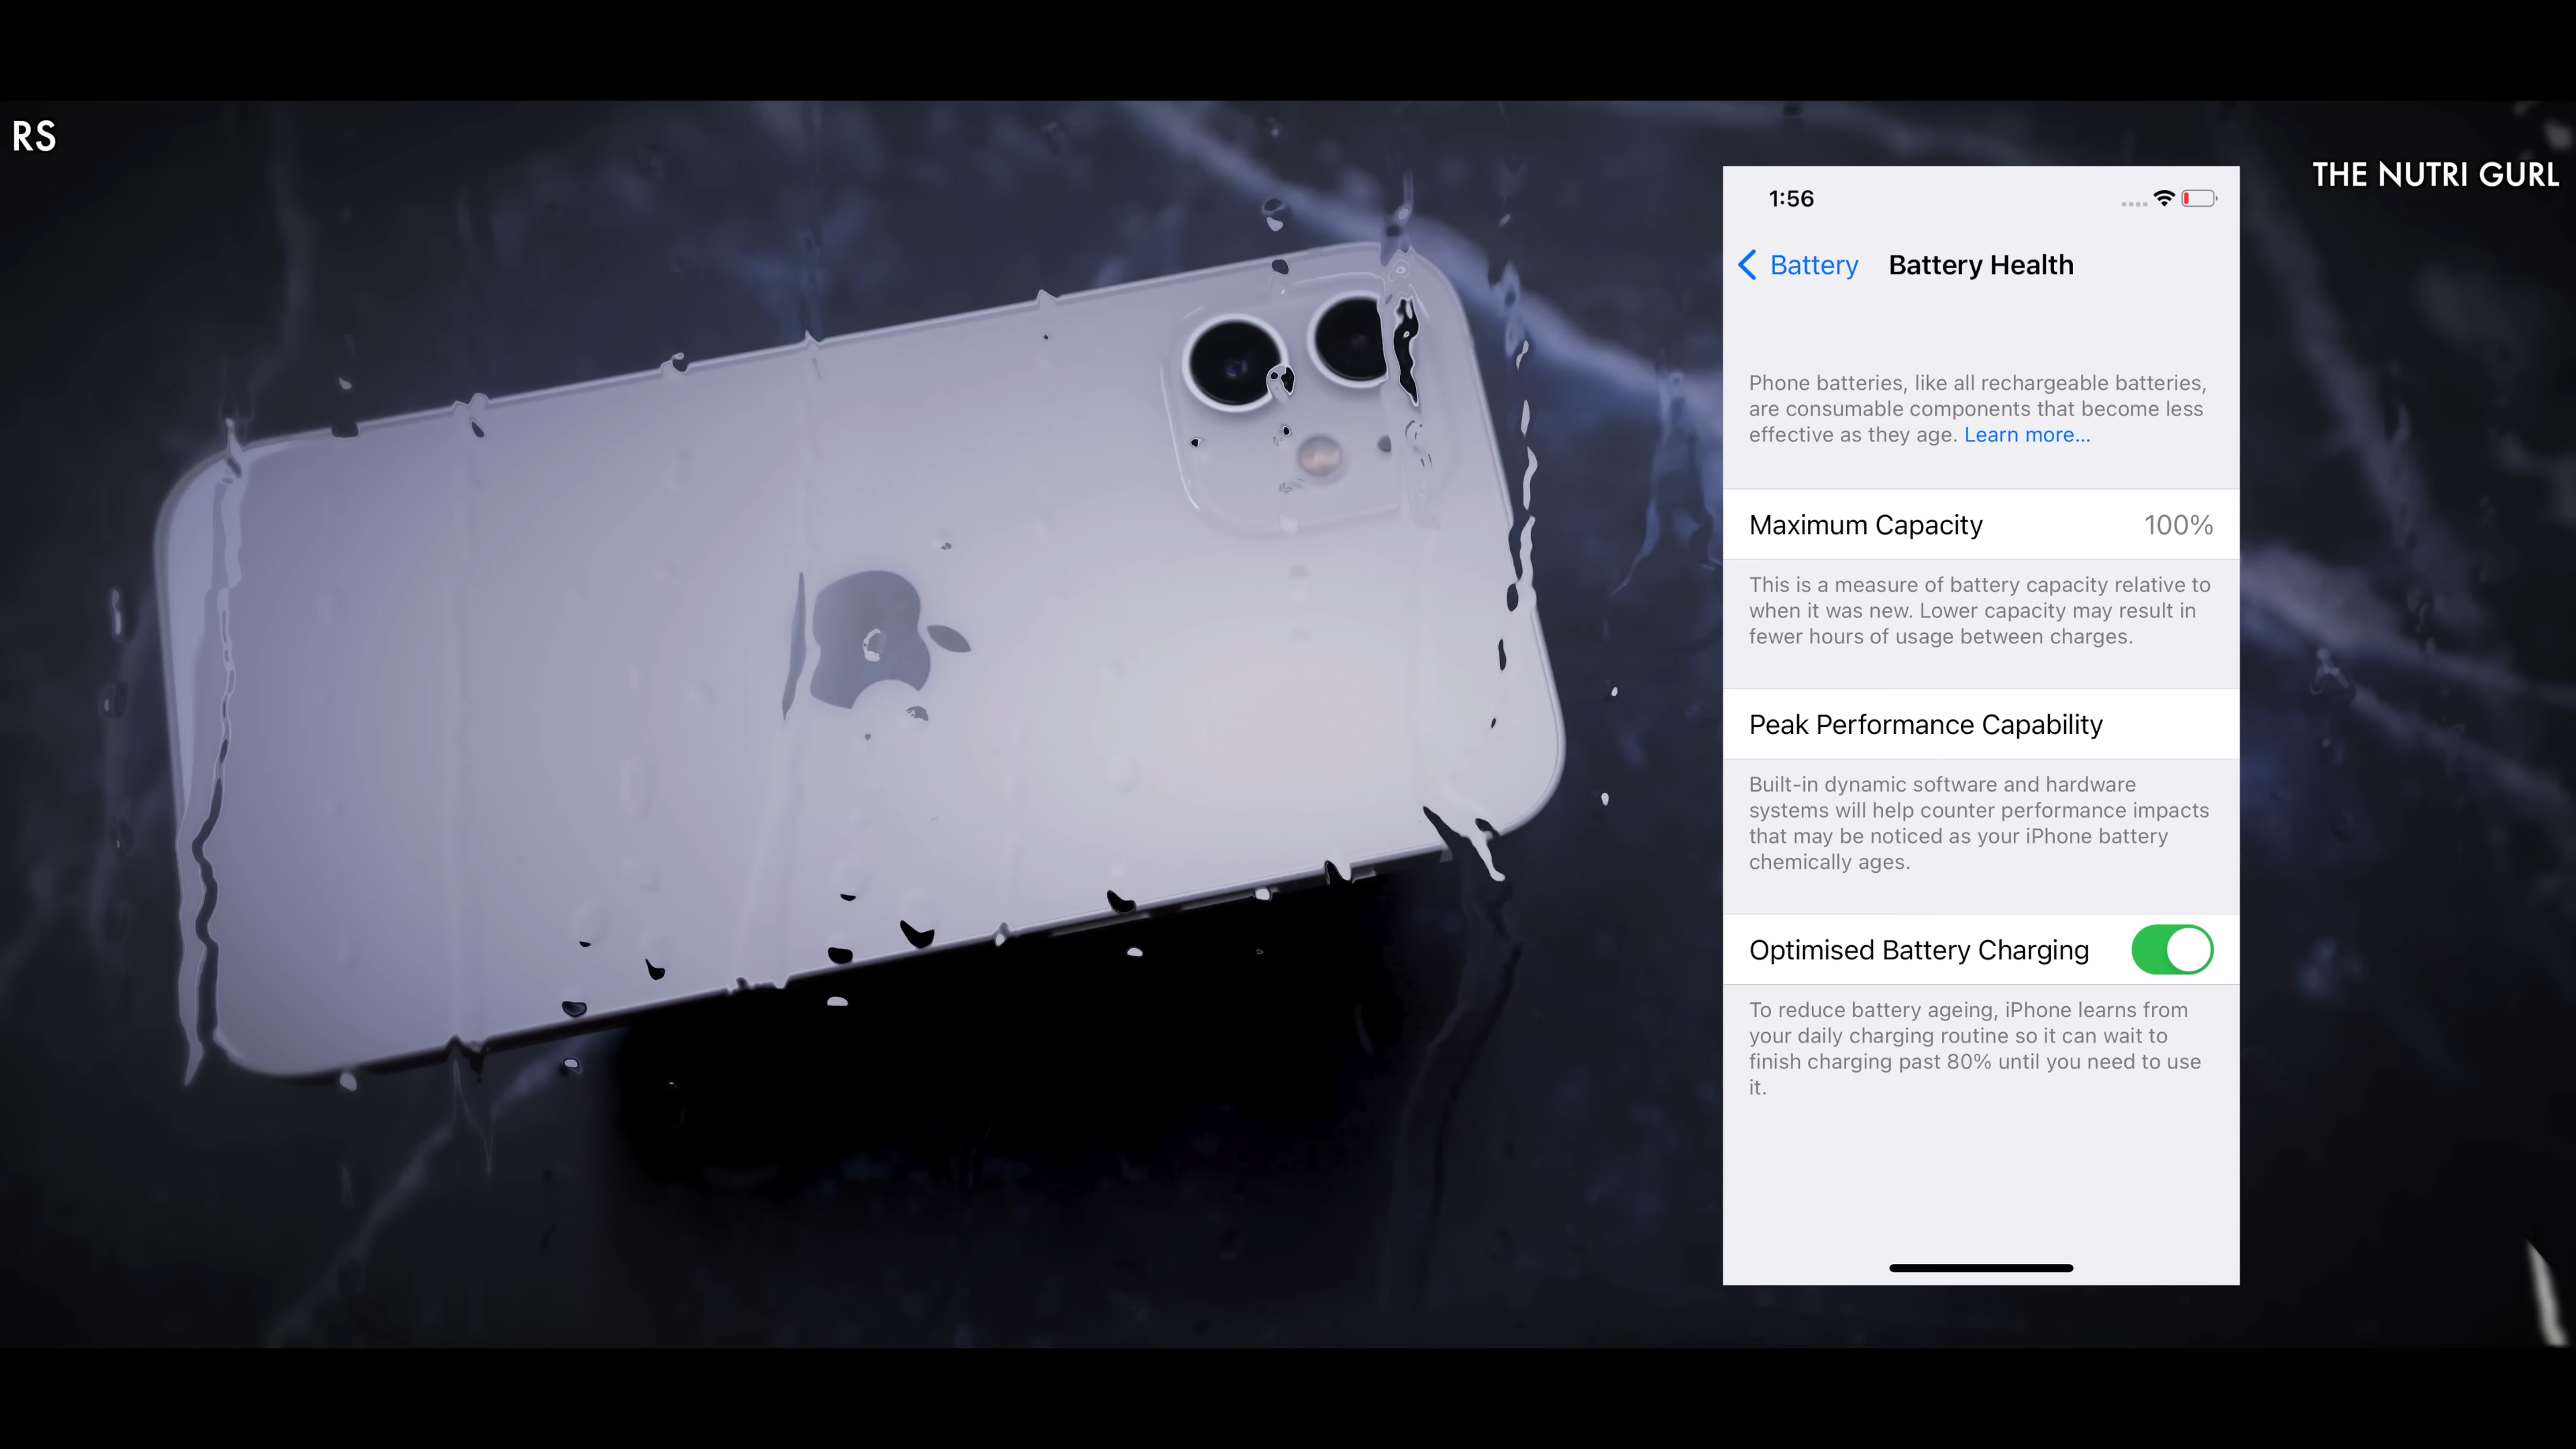 RS
THE NUTRI GURL
1:56
Battery
Battery Health
Phone batteries, like all rechargeable batteries,
are consumable components that become less
effective as they age. Learn more...
Maximum Capacity
100%
This is a measure of battery capacity relative to
when it was new. Lower capacity may result in
fewer hours of usage between charges.
Peak Performance Capability
Built-in dynamic software and hardware
systems will help counter performance impacts
that may be noticed as your iPhone battery
chemically ages.
Optimised Battery Charging
To reduce battery ageing, iPhone learns from
your daily charging routine so it can wait to
finish charging past 80% until you need to use
it.